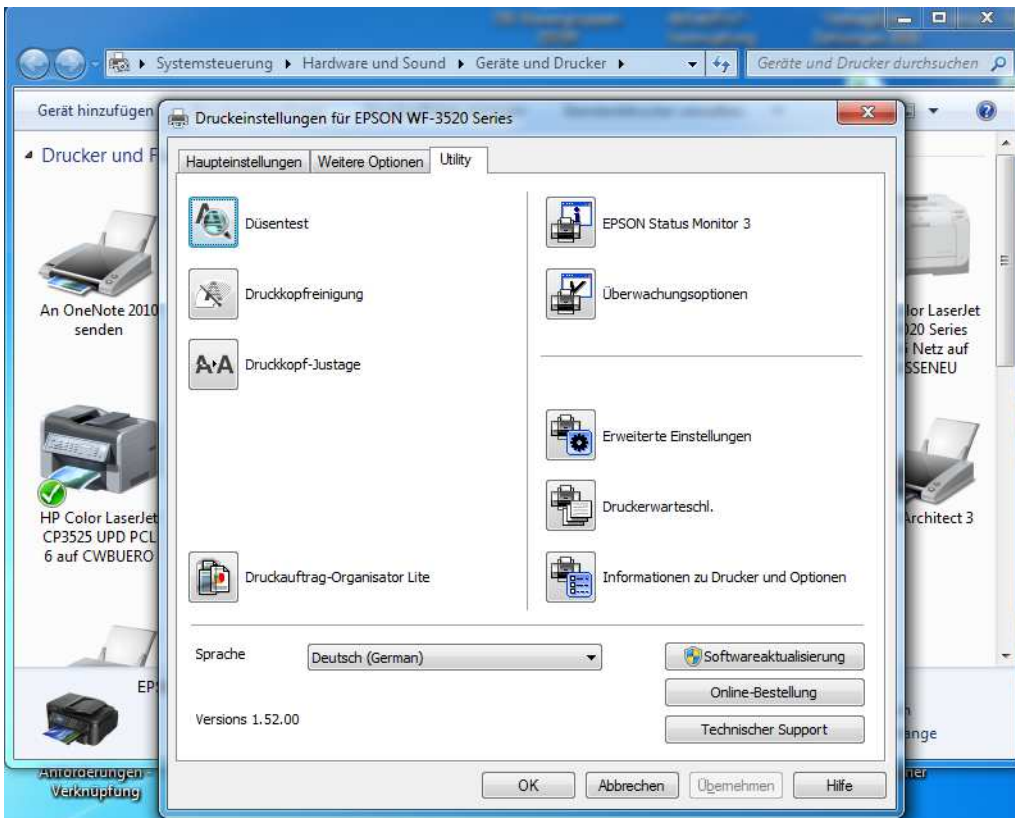 Systemsteuerung ▸ Hardware und Sound ▸ Geräte und Drucker ▸
Geräte und Drucker durchsuchen
Gerät hinzufügen
Druckeinstellungen für EPSON WF-3520 Series
Drucker und F
Haupteinstellungen
Weitere Optionen
Utility
Düsentest
EPSON Status Monitor 3
Druckkopfreinigung
Überwachungsoptionen
An OneNote 2010
senden
lor LaserJet
020 Series
Netz auf
SSENEU
Druckkopf-Justage
Erweiterte Einstellungen
Druckerwarteschl.
HP Color LaserJet
CP3525 UPD PCL
6 auf CWBUERO
Architect 3
Druckauftrag-Organisator Lite
Informationen zu Drucker und Optionen
Sprache
Deutsch (German)
Softwareaktualisierung
Online-Bestellung
Versions 1.52.00
Technischer Support
EP
ange
Anforderungen -
Verknüpfung
ner
OK
Abbrechen
Übernehmen
Hilfe